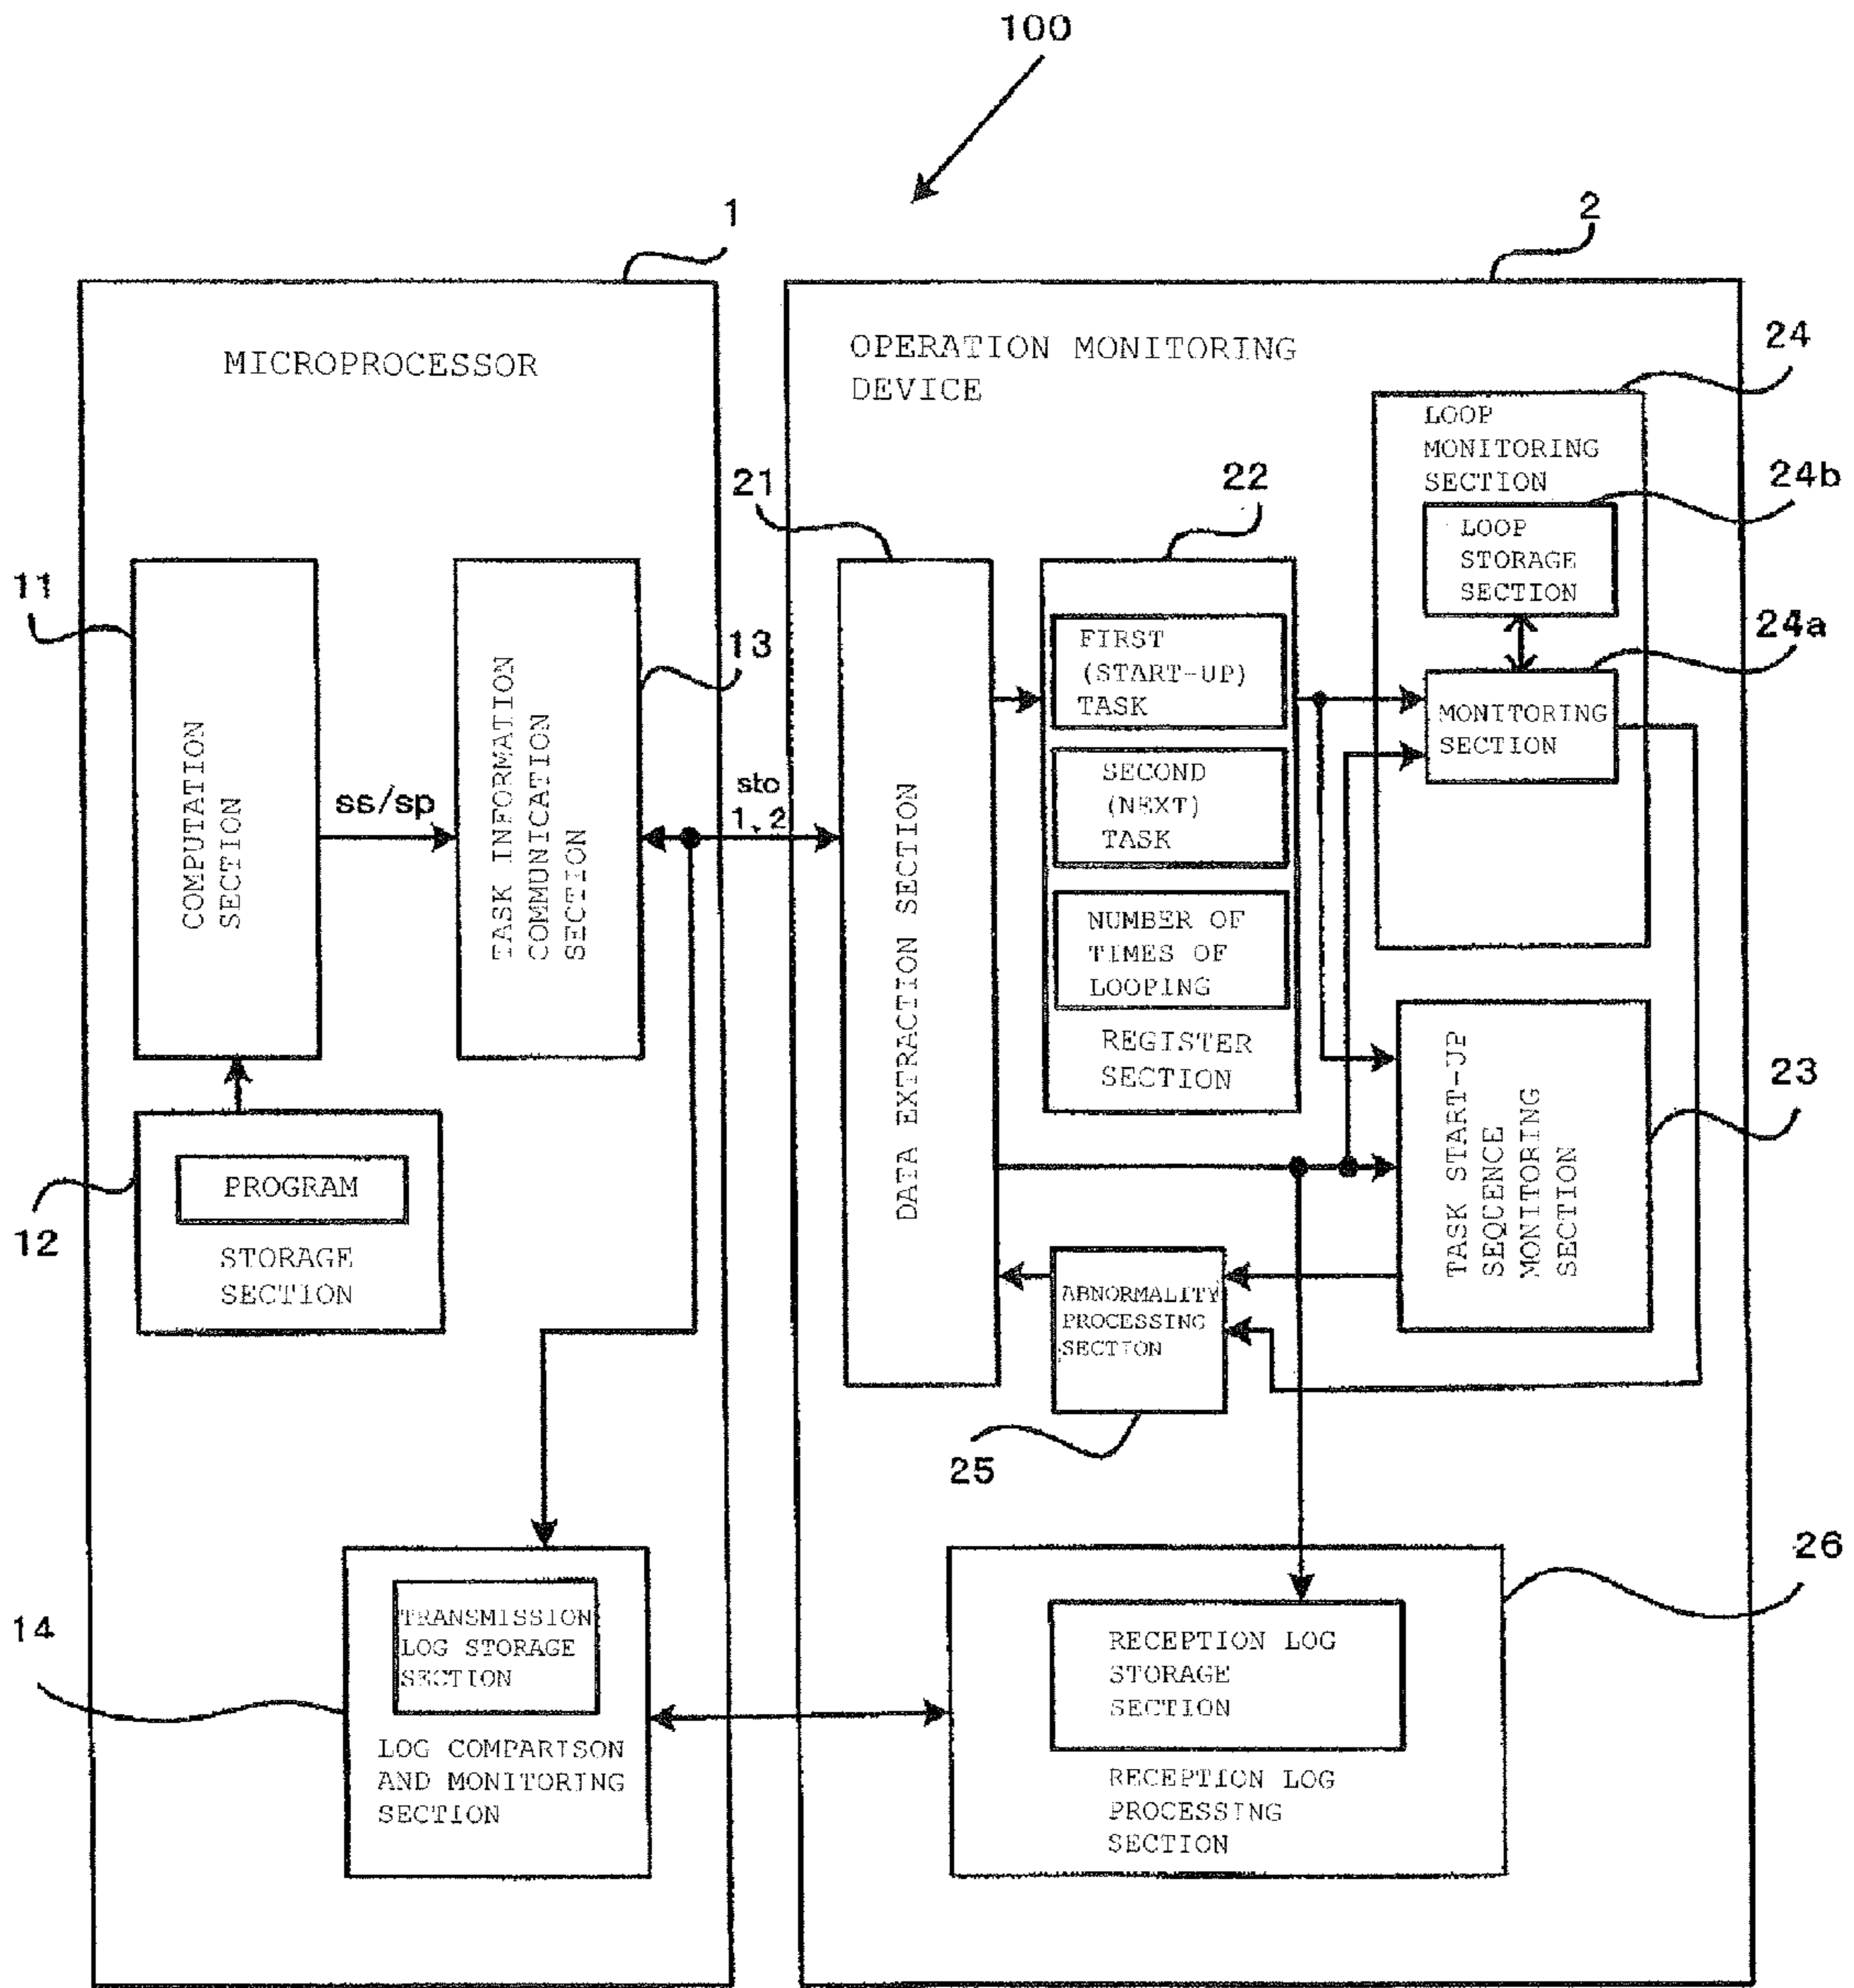 100
1
2
MICROPROCESSOR
OPERATION MONITORING
DEVICE
24
LOOP
MONITORING
SECTION
24b
LOOP
STORAGE
SECTION
24a
MONITORING
SECTION
21
22
FIRST
(START-UP)
TASK
SECOND
(NEXT)
TASK
NUMBER OF
TIMES OF
LOOPING
REGISTER
SECTION
11
COMPUTATION
SECTION
ss/sp
TASK INFORMATION
COMMUNICATION
SECTION
13
sto
1,2
DATA EXTRACTION SECTION
TASK START-UP
SEQCENCE
MONITORING
SECTION
23
12
PROGRAM
STORAGE
SECTION
ABNORMALITY
PROCESSING
SECTION
25
26
14
TRANSMISSION
LOG STORAGE
SECTION
LOG COMPARISON
AND MONITORING
SECTION
RECEPTION LOG
STORAGE
SECTION
RECEPTION LOG
PROCESSING
SECTION